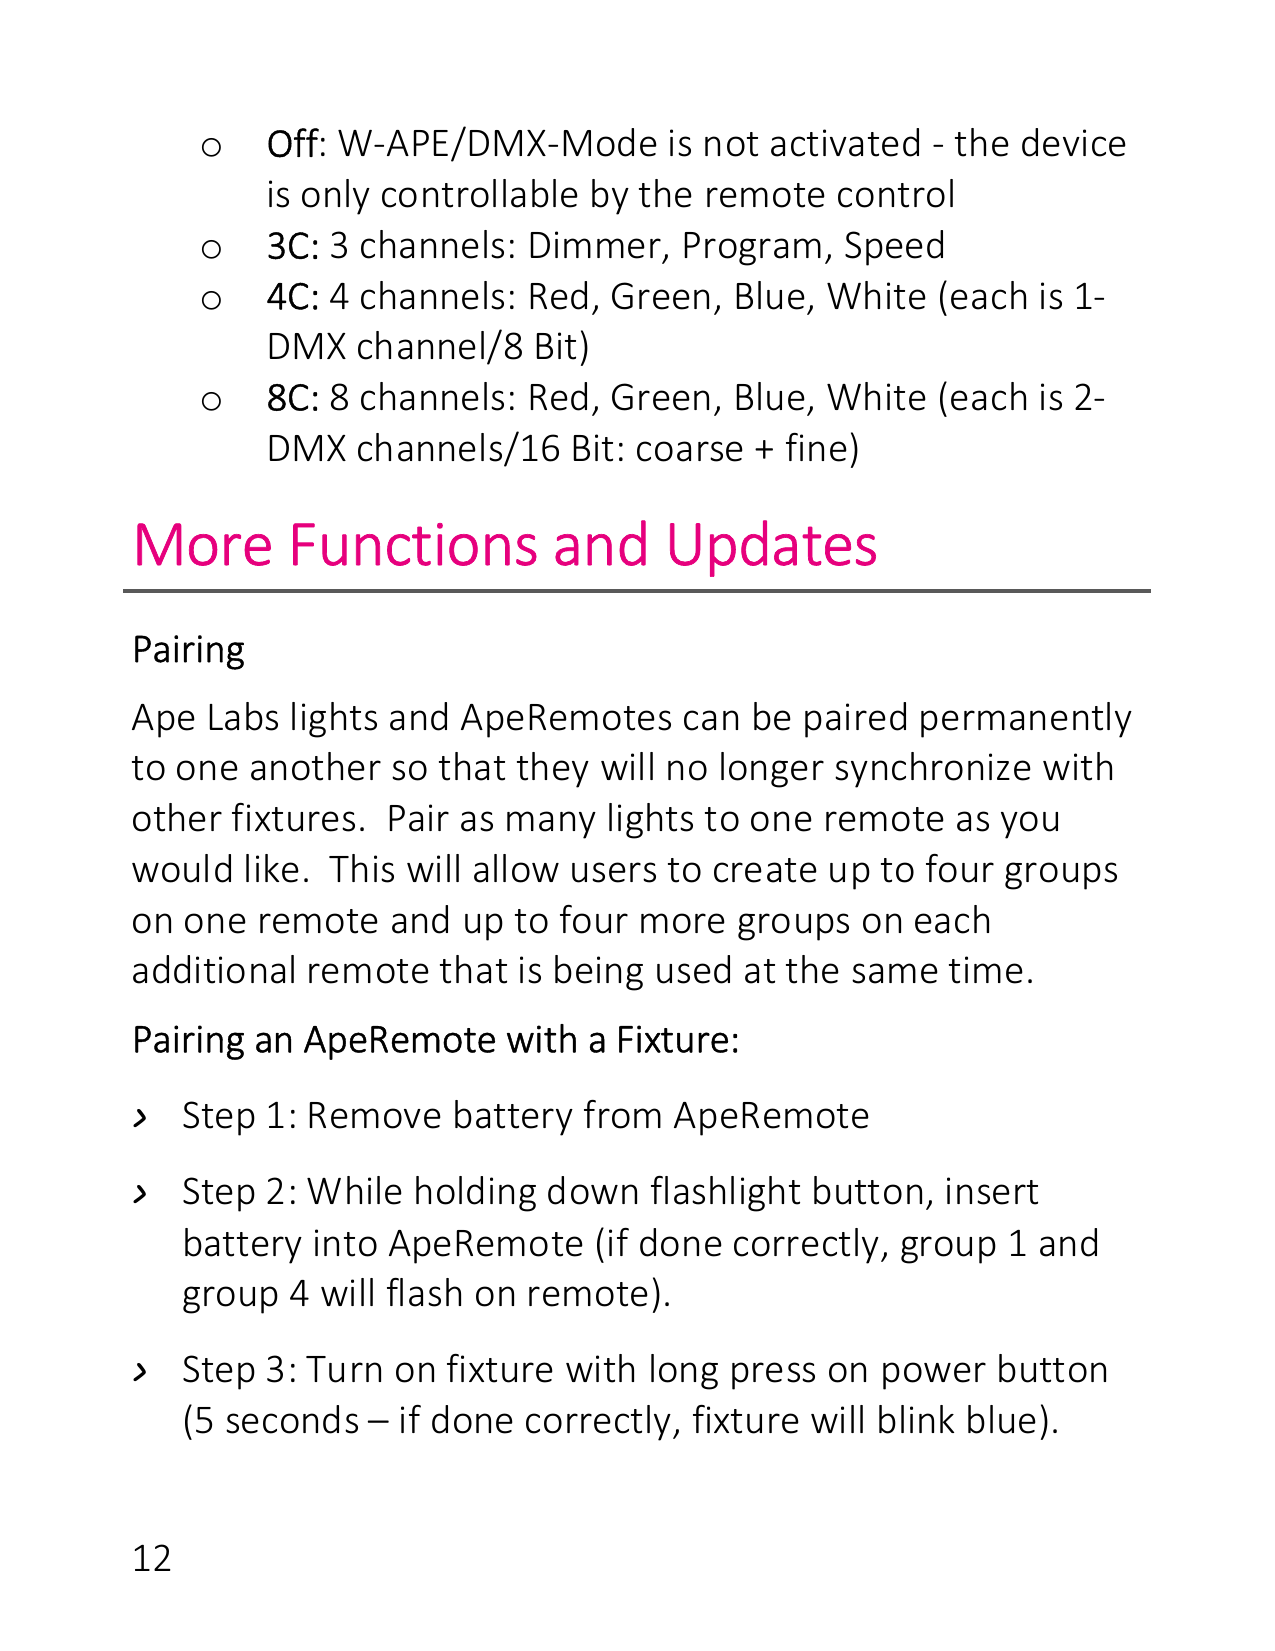 o Off: W-APE/DMX-Mode is not activated - the device
is only controllable by the remote control
o 3C: 3 channels: Dimmer, Program, Speed
o 4C: 4 channels: Red, Green, Blue, White (each is 1-
DMX channel/8 Bit)
o 8C: 8 channels: Red, Green, Blue, White (each is 2-
DMX channels/16 Bit: coarse + fine)
More Functions and Updates
Pairing
Ape Labs lights and ApeRemotes can be paired permanently
to one another so that they will no longer synchronize with
other fixtures.  Pair as many lights to one remote as you
would like.  This will allow users to create up to four groups
on one remote and up to four more groups on each
additional remote that is being used at the same time.
Pairing an ApeRemote with a Fixture:
› Step 1: Remove battery from ApeRemote
› Step 2: While holding down flashlight button, insert
battery into ApeRemote (if done correctly, group 1 and
group 4 will flash on remote).
› Step 3: Turn on fixture with long press on power button
(5 seconds – if done correctly, fixture will blink blue).
12